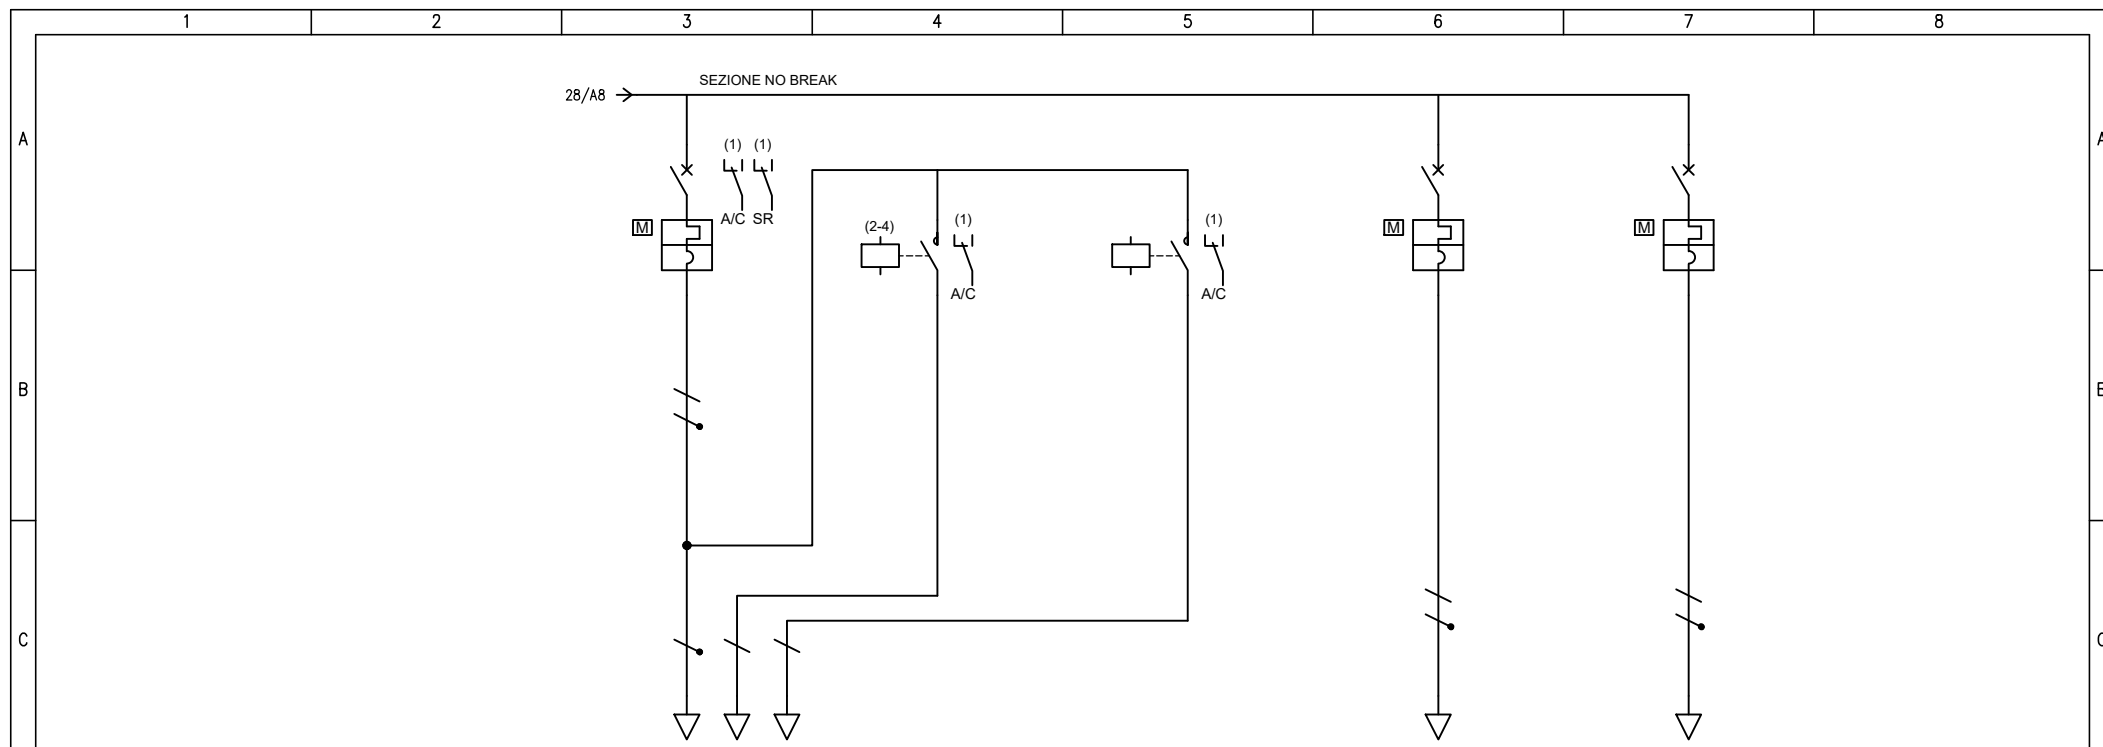 1 2 3 4 5 6 7 8
SEZIONE NO BREAK
28/A8
A A
(1) (1)
A/C SR
(1) (1)
(2-4)
M M M
A/C A/C
B B
C C